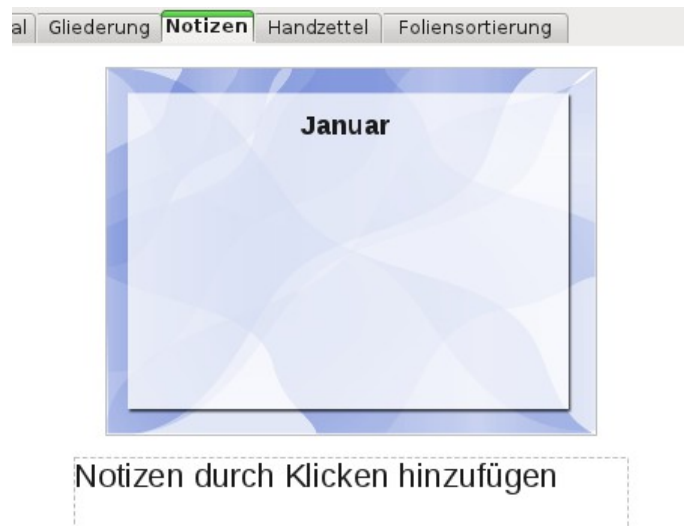 al Gliederung Notizen Handzettel Foliensortierung
Januar
Notizen durch Klicken hinzufügen